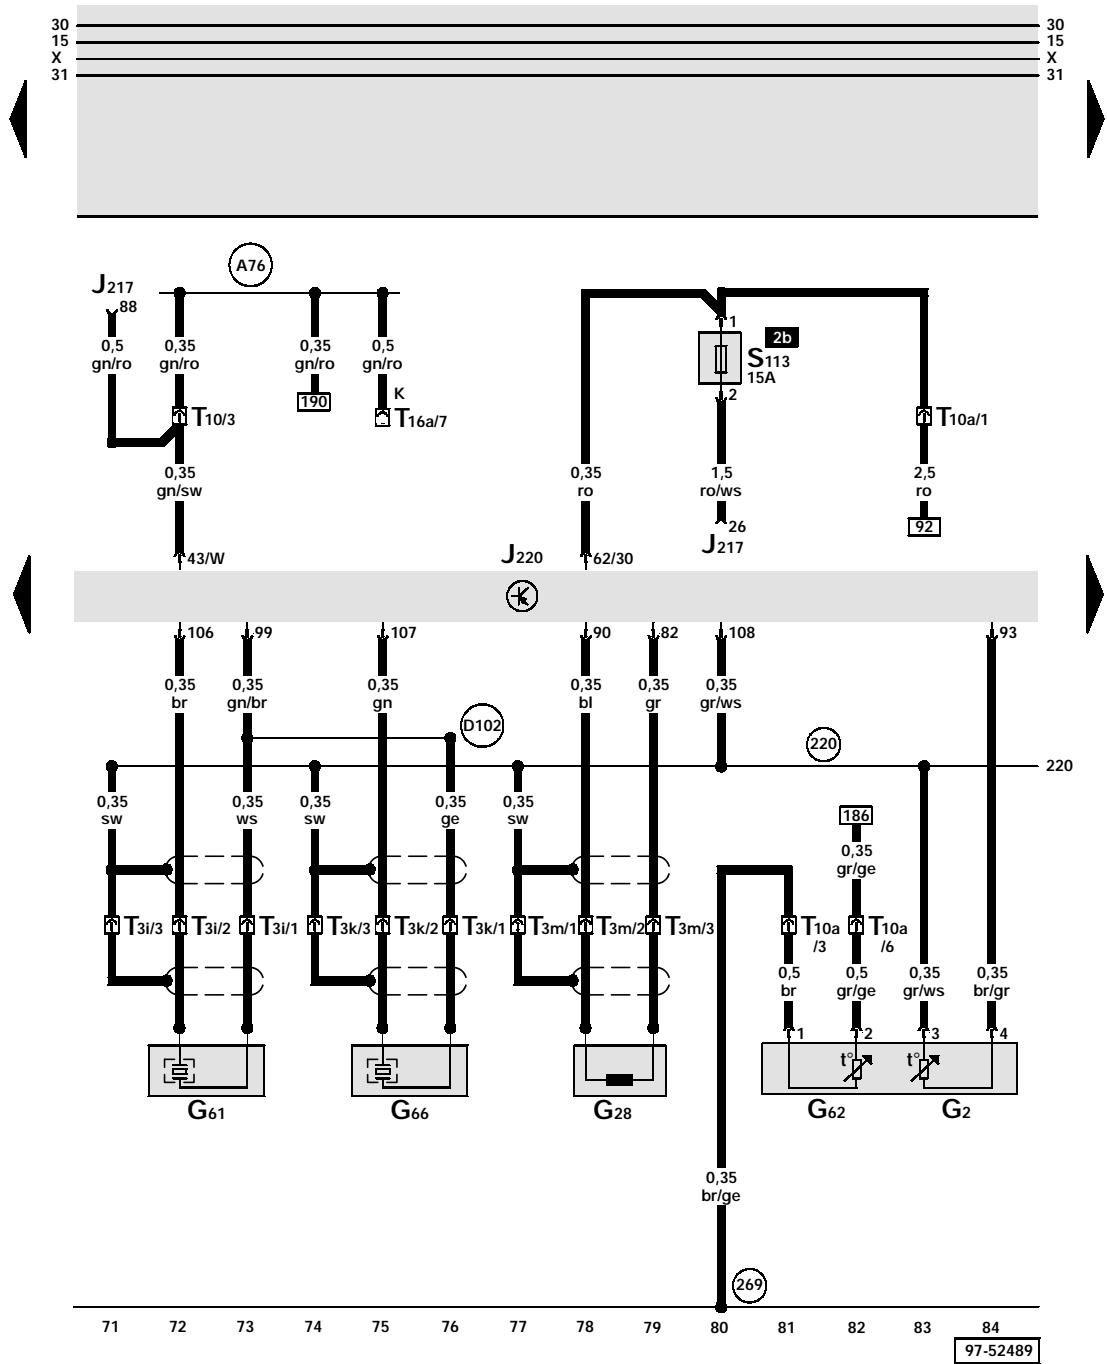 30 30
15 15
X X
31 31
A76
J217
88
1
2b
0,5 0,35 0,35 0,5
gn/ro gn/ro gn/ro gn/ro
S113
15A
K
2
190
T10/3 T16a/7 T10a/1
0,35 0,35 1,5 2,5
gn/sw ro ro/ws ro
26
92
J217
43/W J220 62/30
106 99 107 90 82 108 93
0,35 0,35 0,35 0,35 0,35 0,35
br gn/br gn bl gr gr/ws
D102
220
220
0,35 0,35 0,35 0,35 0,35
sw ws sw ge sw
186
0,35
gr/ge
T3i/3 T3i/2 T3i/1 T3k/3 T3k/2 T3k/1 T3m/1 T3m/2 T3m/3 T10a/3 T10a/6
0,5 0,5 0,35 0,35
br gr/ge gr/ws br/gr
1 2 3 4
t° t°
G61 G66 G28 G62 G2
0,35
br/ge
269
71 72 73 74 75 76 77 78 79 80 81 82 83 84
97-52489